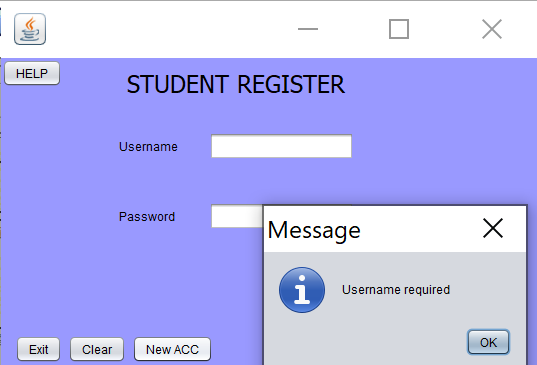 HELP
STUDENT REGISTER
Username
Password
Message
Username required
OK
Exit
Clear
New ACC